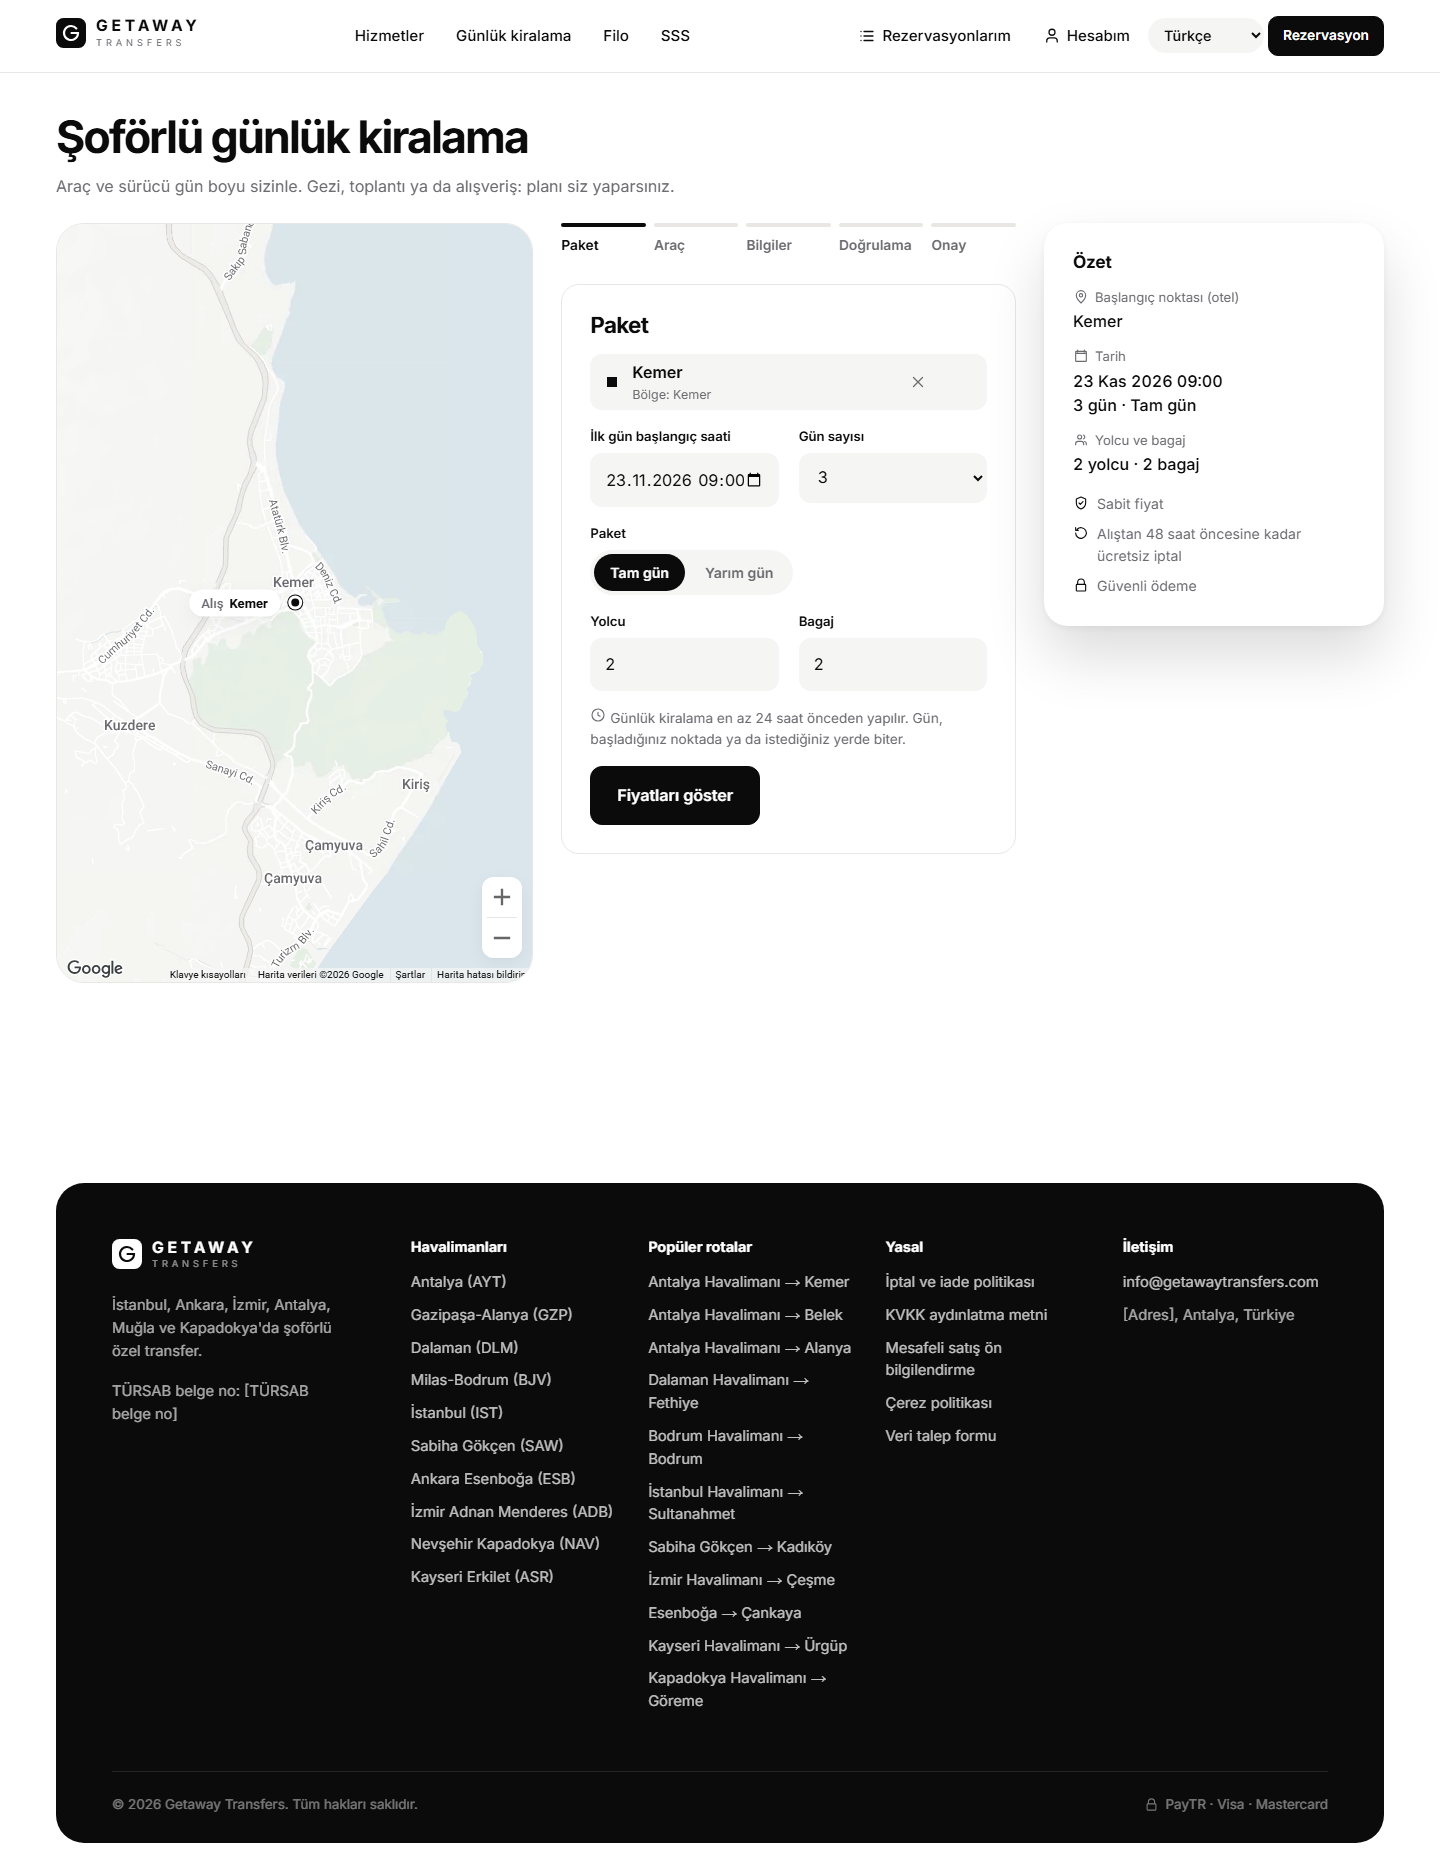 GETAWAY
TRANSFERS
Hizmetler
Günlük kiralama
Filo
SSS
Rezervasyonlarım
Hesabım
Türkçe
Rezervasyon
Şoförlü günlük kiralama
Araç ve sürücü gün boyu sizinle. Gezi, toplantı ya da alışveriş: planı siz yaparsınız.
Atatürk Blv.
Deniz Cd.
Kemer
Alış Kemer
Cumhuriyet Cd.
Kuzdere
Sanayi Cd.
Kiriş Cd.
Kiriş
Çamyuva
Sahil Cd.
Çamyuva
Turizm Blv.
Google
Klavye kısayolları
Harita verileri ©2026 Google
Şartlar
Harita hatası bildirin
Paket
Araç
Bilgiler
Doğrulama
Onay
Paket
Kemer
Bölge: Kemer
İlk gün başlangıç saati
Gün sayısı
23.11.2026 09:00
3
Paket
Tam gün
Yarım gün
Yolcu
Bagaj
2
2
Günlük kiralama en az 24 saat önceden yapılır. Gün,
başladığınız noktada ya da istediğiniz yerde biter.
Fiyatları göster
Özet
Başlangıç noktası (otel)
Kemer
Tarih
23 Kas 2026 09:00
3 gün · Tam gün
Yolcu ve bagaj
2 yolcu · 2 bagaj
Sabit fiyat
Alıştan 48 saat öncesine kadar
ücretsiz iptal
Güvenli ödeme
GETAWAY
TRANSFERS
İstanbul, Ankara, İzmir, Antalya,
Muğla ve Kapadokya'da şoförlü
özel transfer.
TÜRSAB belge no: [TÜRSAB
belge no]
Havalimanları
Antalya (AYT)
Gazipaşa-Alanya (GZP)
Dalaman (DLM)
Milas-Bodrum (BJV)
İstanbul (IST)
Sabiha Gökçen (SAW)
Ankara Esenboğa (ESB)
İzmir Adnan Menderes (ADB)
Nevşehir Kapadokya (NAV)
Kayseri Erkilet (ASR)
Popüler rotalar
Antalya Havalimanı → Kemer
Antalya Havalimanı → Belek
Antalya Havalimanı → Alanya
Dalaman Havalimanı →
Fethiye
Bodrum Havalimanı →
Bodrum
İstanbul Havalimanı →
Sultanahmet
Sabiha Gökçen → Kadıköy
İzmir Havalimanı → Çeşme
Esenboğa → Çankaya
Kayseri Havalimanı → Ürgüp
Kapadokya Havalimanı →
Göreme
Yasal
İptal ve iade politikası
KVKK aydınlatma metni
Mesafeli satış ön
bilgilendirme
Çerez politikası
Veri talep formu
İletişim
info@getawaytransfers.com
[Adres], Antalya, Türkiye
© 2026 Getaway Transfers. Tüm hakları saklıdır.
PayTR · Visa · Mastercard